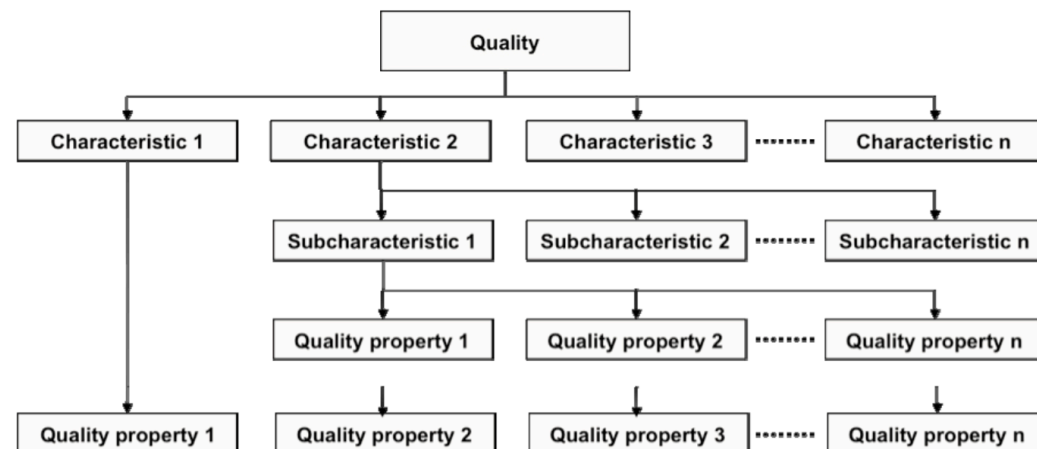 Quality
Characteristic 1
Characteristic 2
Characteristic 3
Characteristic n
Subcharacteristic 1
Subcharacteristic 2
Subcharacteristic n
Quality property 1
Quality property 2
Quality property n
Quality property 1
Quality property 2
Quality property 3
Quality property n